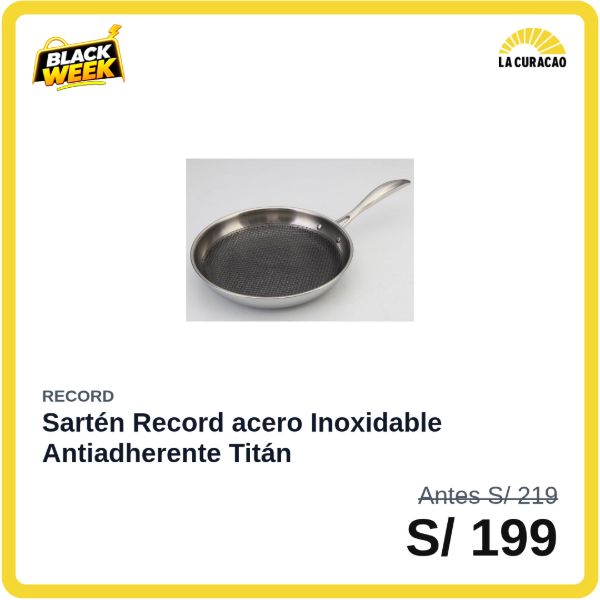 BLACK
WEEK
LA CURACAO
RECORD
Sartén Record acero Inoxidable
Antiadherente Titán
Antes S/ 219
S/ 199